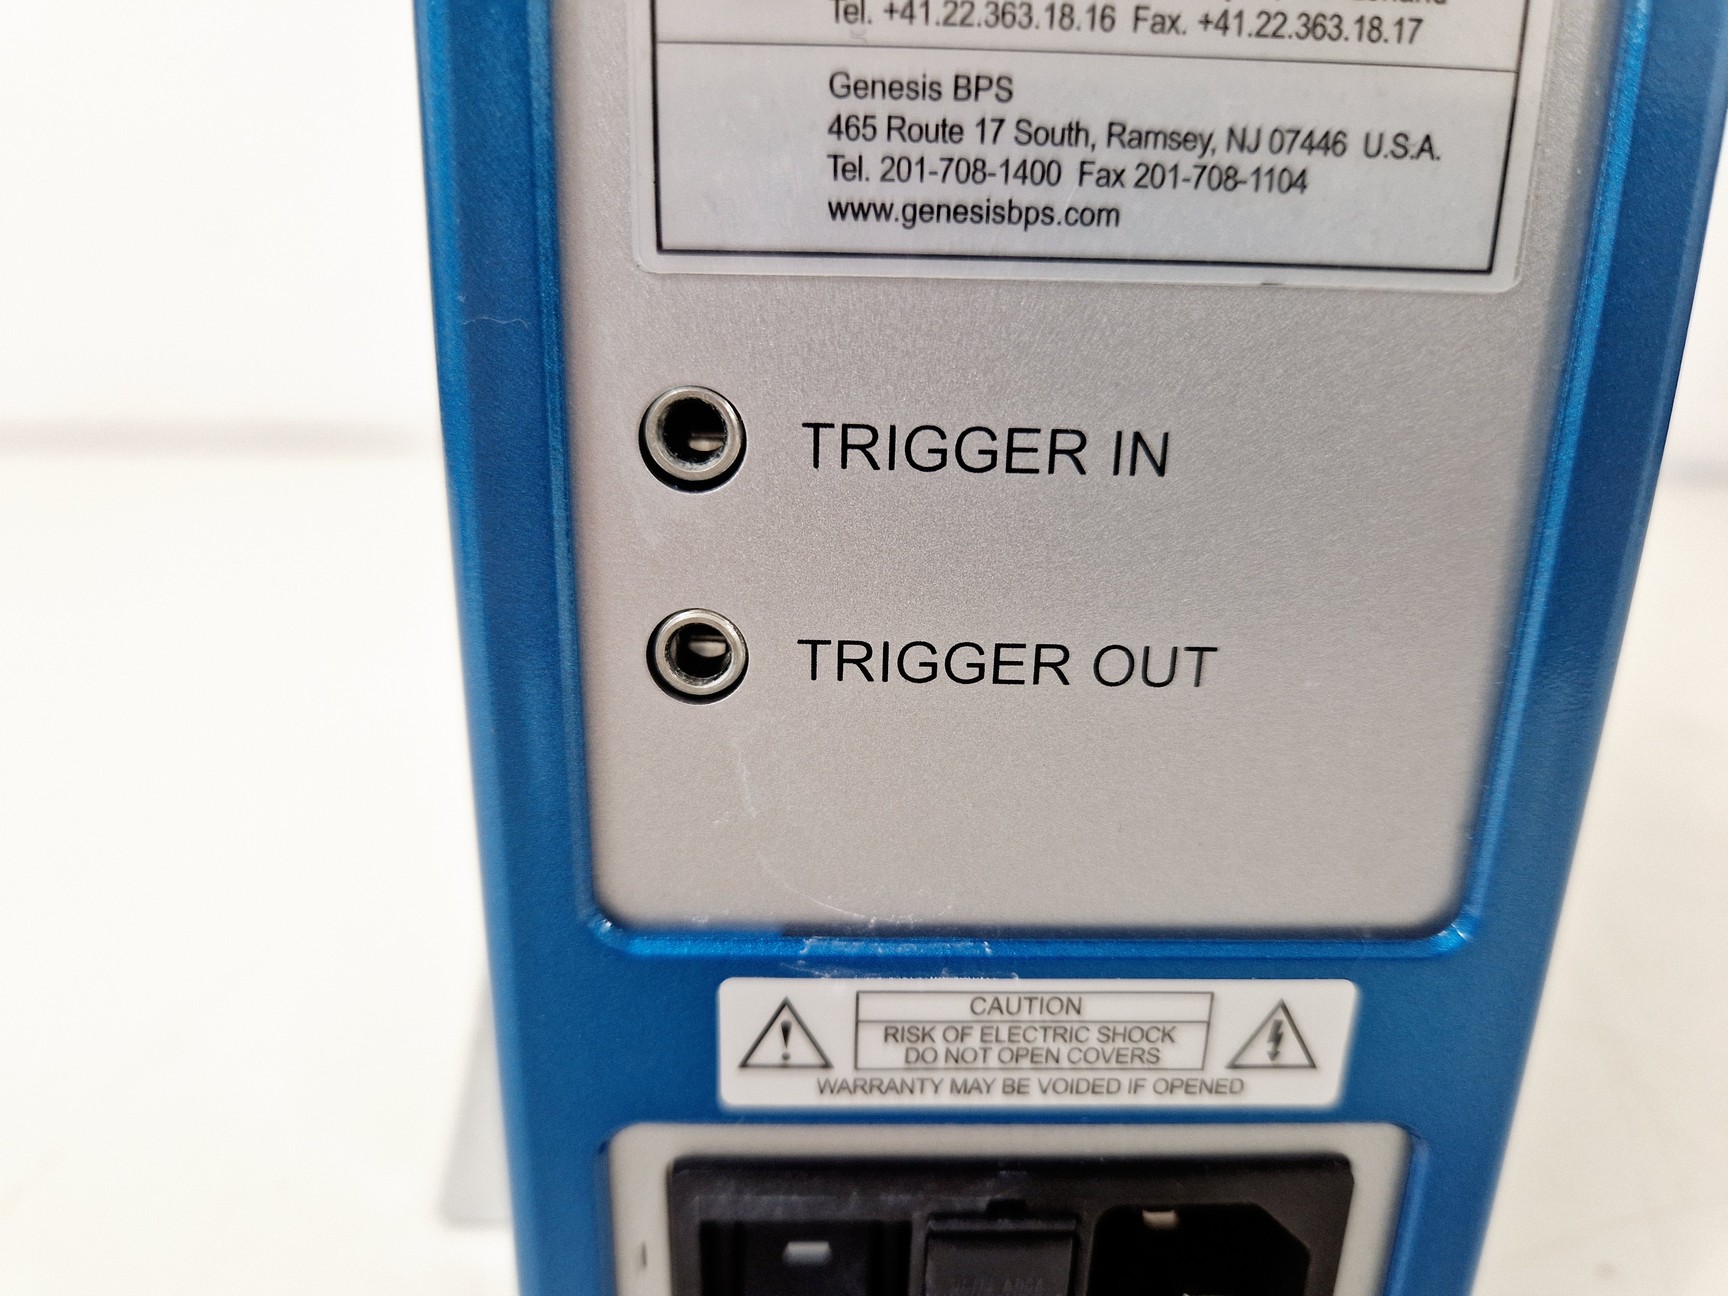 Tel. +41.22.363.18.16 Fax. +41.22.363.18.17
Genesis BPS
465 Route 17 South, Ramsey, NJ 07446 U.S.A.
Tel. 201-708-1400 Fax 201-708-1104
www.genesisbps.com
TRIGGER IN
TRIGGER OUT
CAUTION
RISK OF ELECTRIC SHOCK
DO NOT OPEN COVERS
WARRANTY MAY BE VOIDED IF OPENED